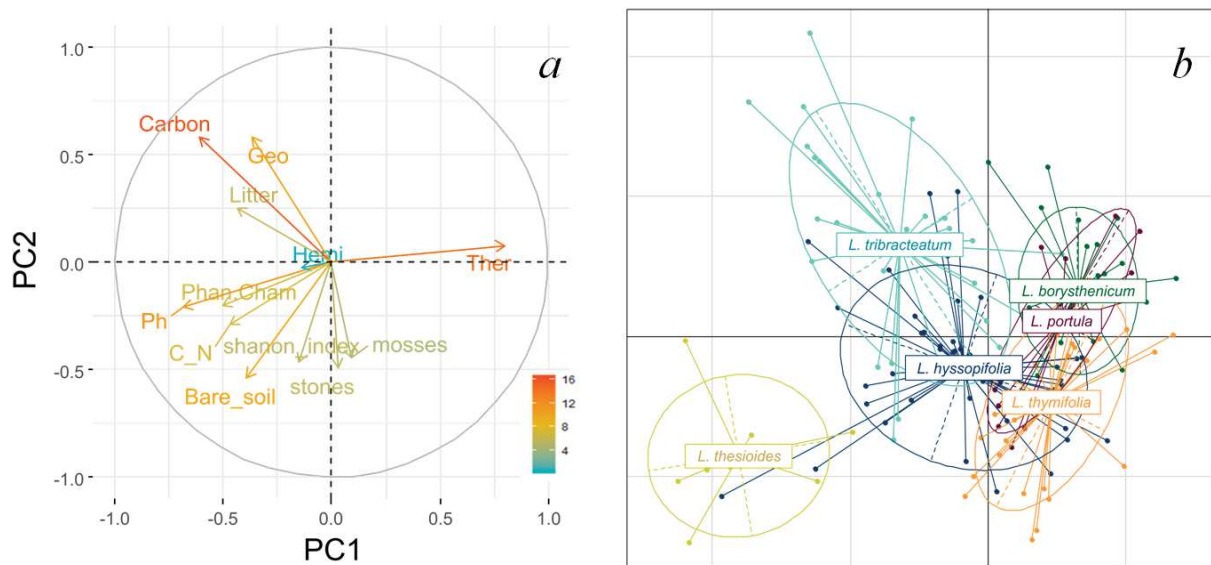 a
b
1.0
Carbon
Geo
0.5
Litter
L. tribracteatum
Hemi
0.0
Ther
PC2
Phan.Cham
L. borysthenicum
Ph
L. portula
C_N
shanon_index
mosses
L. hyssopifolia
-0.5
stones
16
Bare_soil
12
L. thymifolia
8
4
L. thesioides
-1.0
-1.0
-0.5
0.0
0.5
1.0
PC1